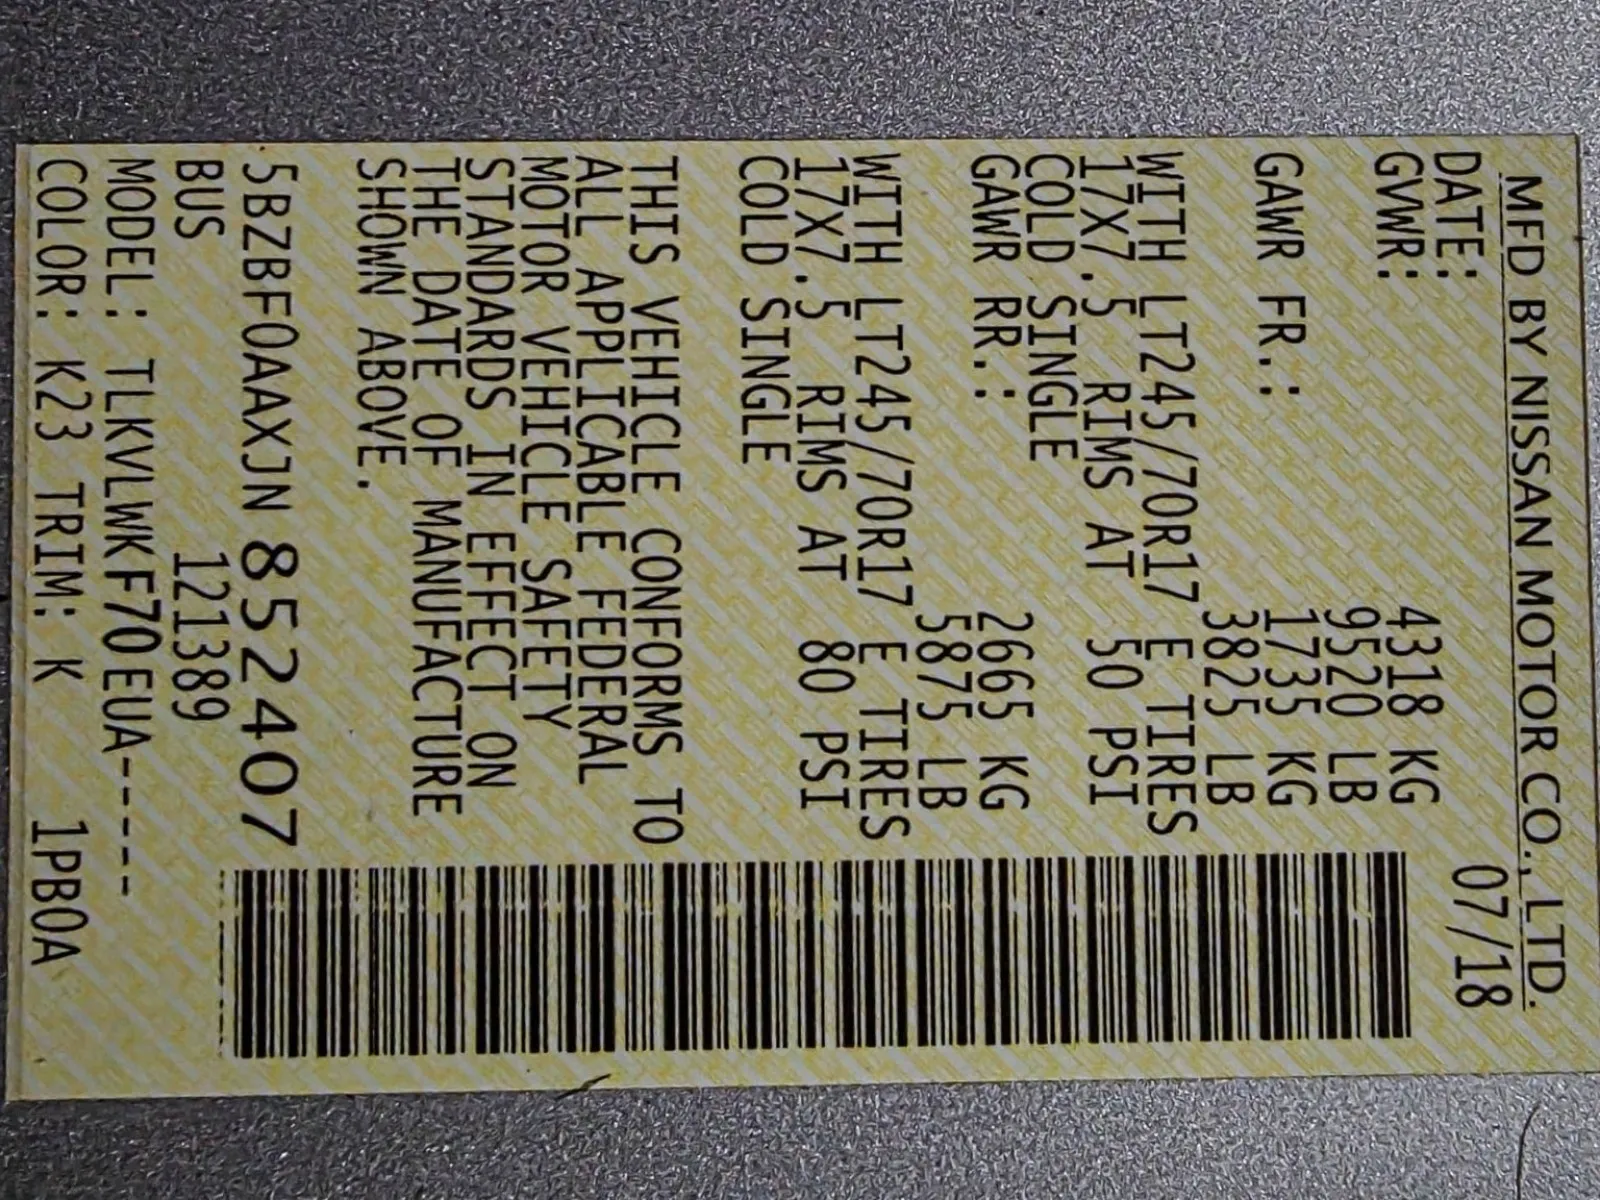 MFD BY NISSAN MOTOR CO., LTD.
DATE: 07/18
GVWR: 4318 KG
9520 LB
GAWR FR.: 1735 KG
3825 LB
WITH LT245/70R17 E TIRES
17X7.5 RIMS AT 50 PSI
COLD SINGLE
GAWR RR.: 2665 KG
5875 LB
WITH LT245/70R17 E TIRES
17X7.5 RIMS AT 80 PSI
COLD SINGLE
THIS VEHICLE CONFORMS TO
ALL APPLICABLE FEDERAL
MOTOR VEHICLE SAFETY
STANDARDS IN EFFECT ON
THE DATE OF MANUFACTURE
SHOWN ABOVE.
5BZBF0AAXJN 852407
BUS 121389
MODEL: TLKVLWKF70EUA-----
COLOR: K23 TRIM: K 1PB0A